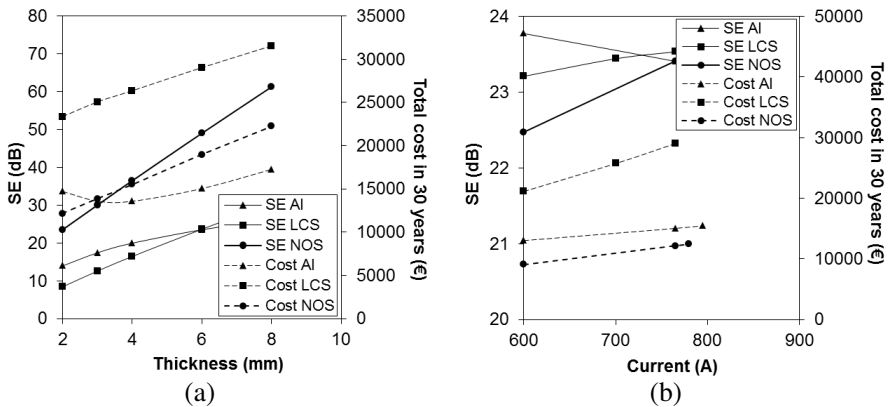 80
70
60
50
40
30
20
10
0
SE (dB)
35000
30000
25000
20000
15000
10000
5000
0
Total cost in 30 years (€)
SE Al
SE LCS
SE NOS
Cost Al
Cost LCS
Cost NOS
2 4 6 8 10
Thickness (mm)
(a)
24
23
22
21
20
SE (dB)
50000
40000
30000
20000
10000
0
Total cost in 30 years (€)
SE Al
SE LCS
SE NOS
Cost Al
Cost LCS
Cost NOS
600 700 800 900
Current (A)
(b)